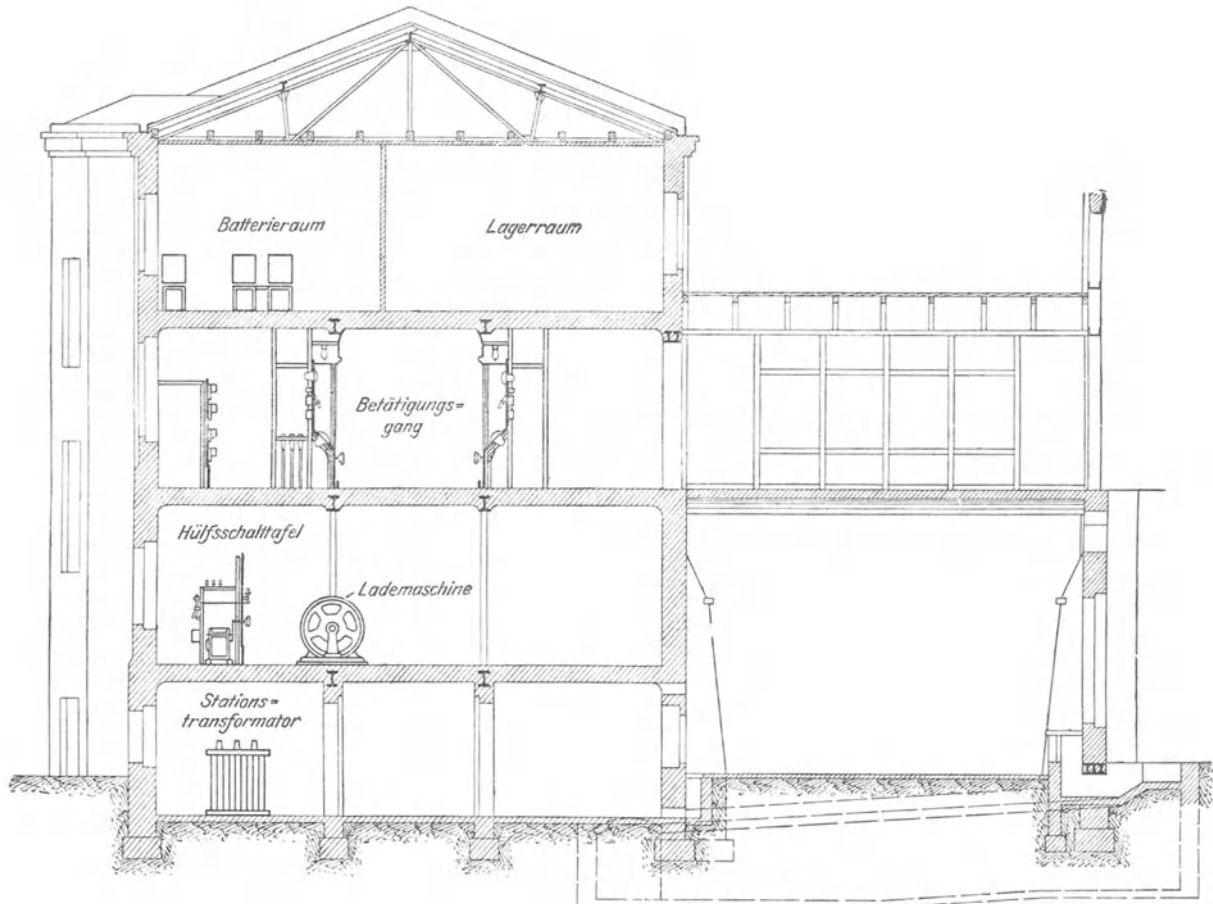 Batterieraum
Lagerraum
Betätigungs=
gang
Hülfsschalttafel
Lademaschine
Stations=
transformator